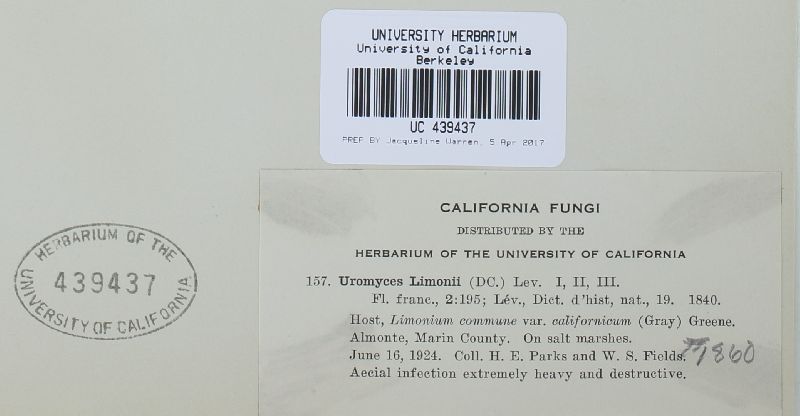 UNIVERSITY HERBARIUM
University of California
Berkeley
UC 439437
PREP BY Jacqueline Warren, 5 Apr 2017
HERBARIUM OF THE
439437
UNIVERSITY OF CALIFORNIA
CALIFORNIA FUNGI
DISTRIBUTED BY THE
HERBARIUM OF THE UNIVERSITY OF CALIFORNIA
157. Uromyces Limonii (DC.) Lev. I, II, III.
Fl. franc., 2:195; Lév., Dict. d'hist, nat., 19. 1840.
Host, Limonium commune var. californicum (Gray) Greene.
Almonte, Marin County. On salt marshes.
June 16, 1924. Coll. H. E. Parks and W. S. Fields.
Aecial infection extremely heavy and destructive.